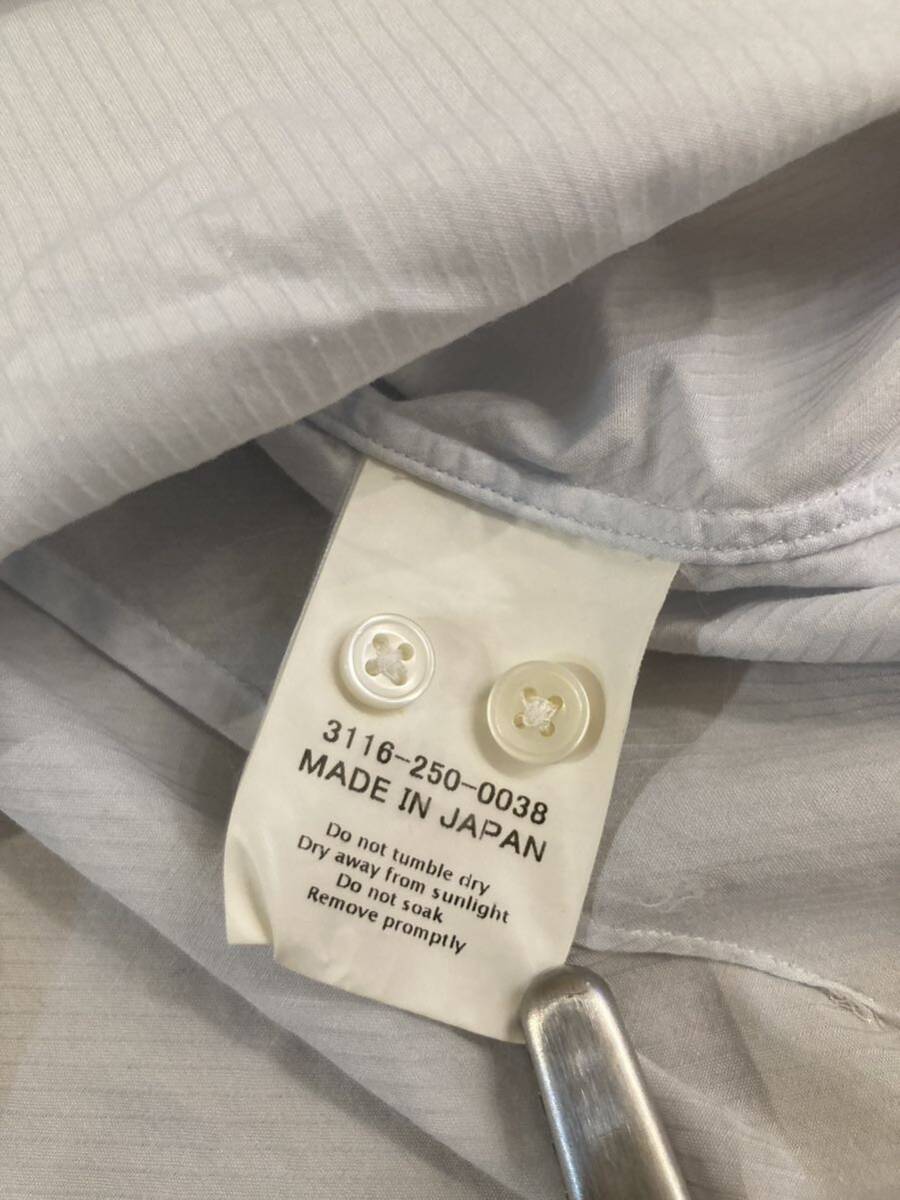 3116-250-0038
MADE IN JAPAN
Do not tumble dry
Dry away from sunlight
Do not soak
Remove promptly